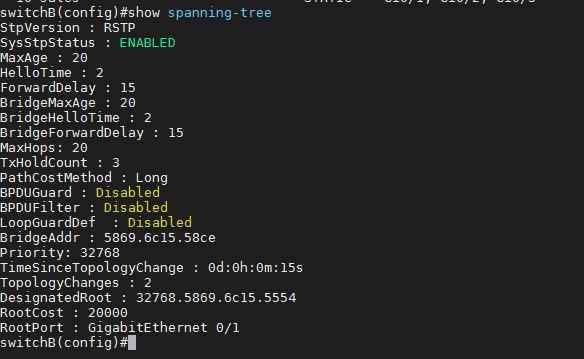 switchB(config)#show spanning-tree
StpVersion : RSTP
SysStpStatus : ENABLED
MaxAge : 20
HelloTime : 2
ForwardDelay : 15
BridgeMaxAge : 20
BridgeHelloTime : 2
BridgeForwardDelay : 15
MaxHops: 20
TxHoldCount : 3
PathCostMethod : Long
BPDUGuard : Disabled
BPDUFilter : Disabled
LoopGuardDef  : Disabled
BridgeAddr : 5869.6c15.58ce
Priority: 32768
TimeSinceTopologyChange : 0d:0h:0m:15s
TopologyChanges : 2
DesignatedRoot : 32768.5869.6c15.5554
RootCost : 20000
RootPort : GigabitEthernet 0/1
switchB(config)#